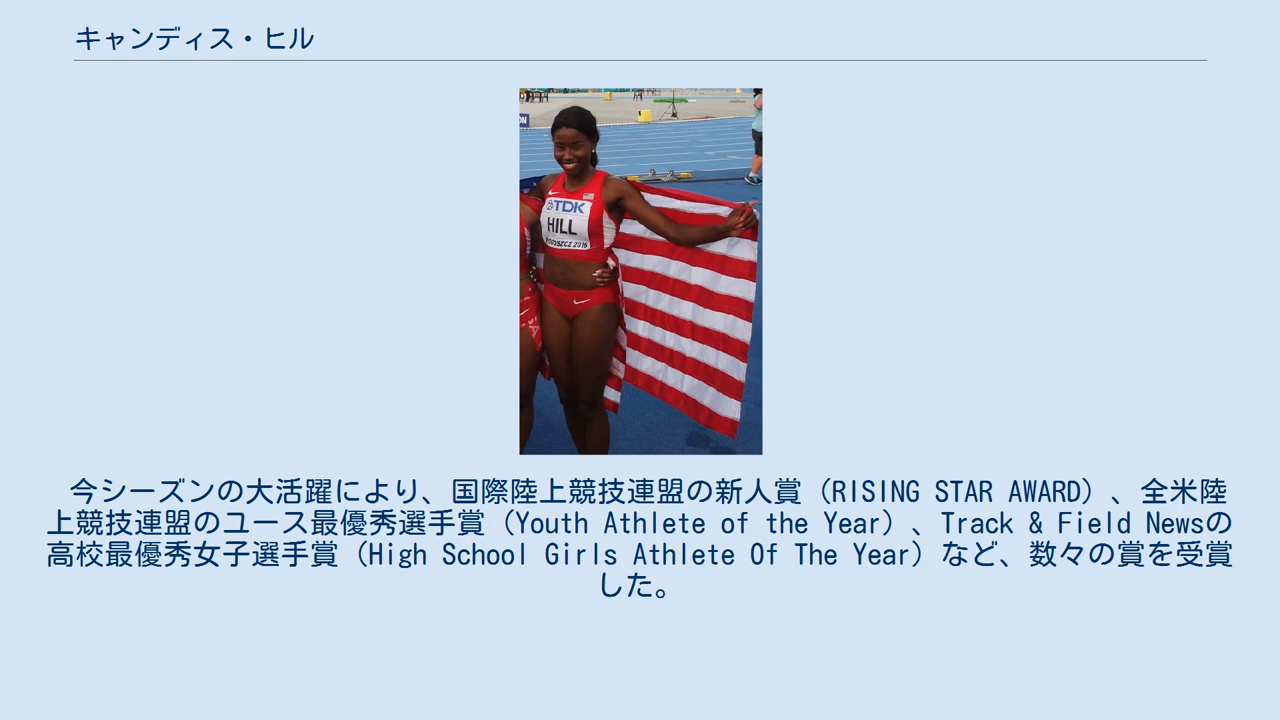 キャンディス・ヒル
TDK
HILL
BYDGOSZCZ 2016
今シーズンの大活躍により、国際陸上競技連盟の新人賞（RISING STAR AWARD）、全米陸
上競技連盟のユース最優秀選手賞（Youth Athlete of the Year）、Track & Field Newsの
高校最優秀女子選手賞（High School Girls Athlete Of The Year）など、数々の賞を受賞
した。